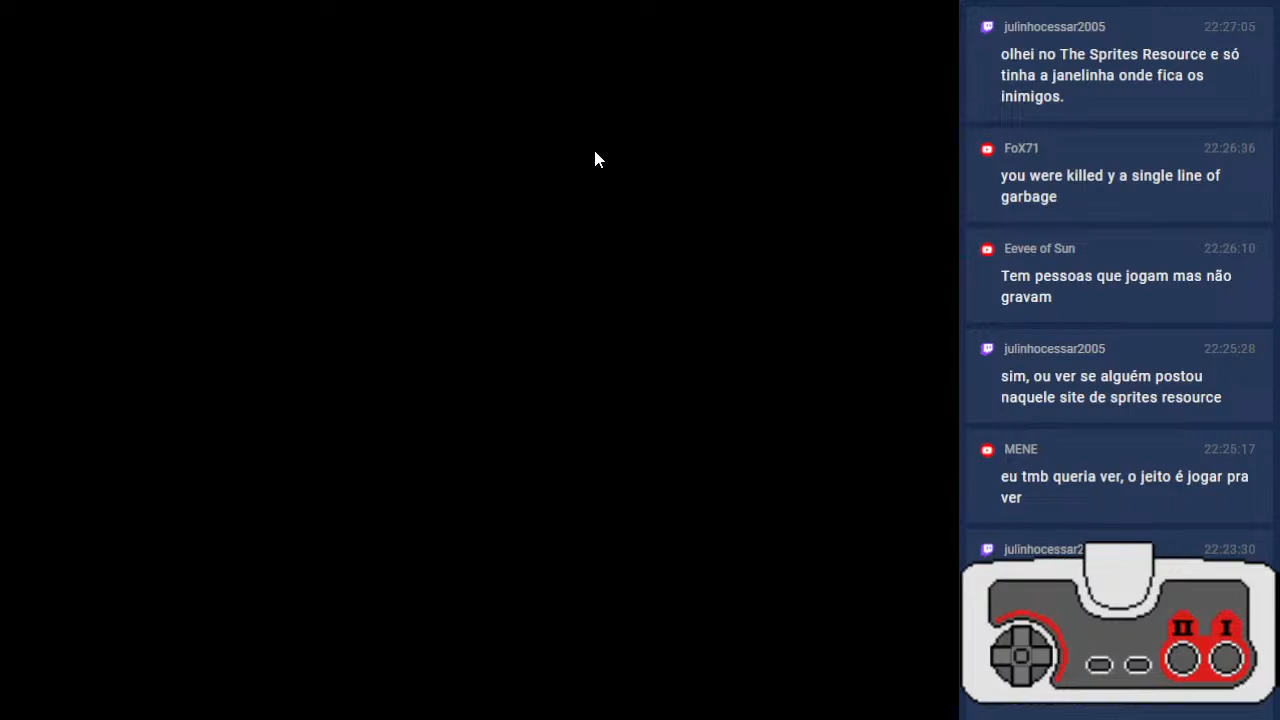 julinhocessar2005 22:27:05
olhei no The Sprites Resource e só
tinha a janelinha onde fica os
inimigos.
FoX71 22:26:36
you were killed y a single line of
garbage
Eevee of Sun 22:26:10
Tem pessoas que jogam mas não
gravam
julinhocessar2005 22:25:28
sim, ou ver se alguém postou
naquele site de sprites resource
MENE 22:25:17
eu tmb queria ver, o jeito é jogar pra
ver
julinhocessar2 22:23:30
II I